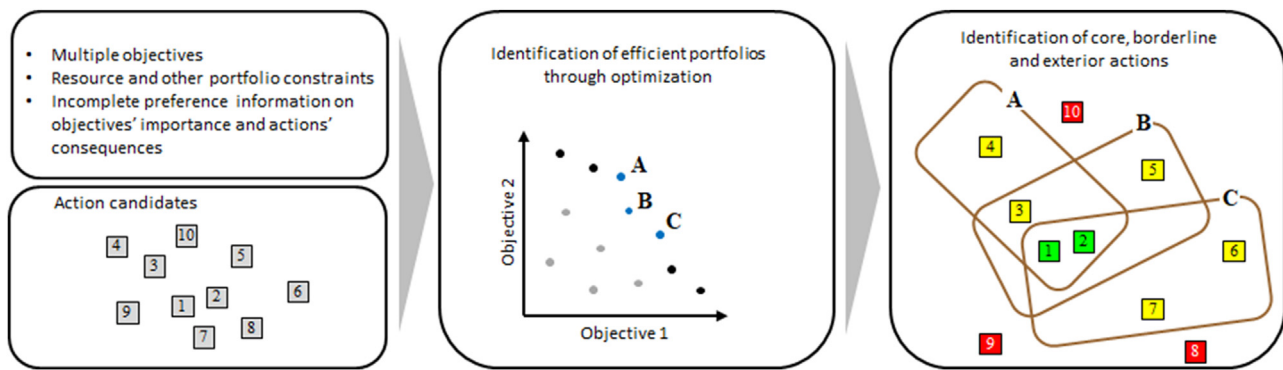 • Multiple objectives
• Resource and other portfolio constraints
• Incomplete preference information on
objectives' importance and actions'
consequences
Action candidates
10
4
5
3
6
2
1
9
8
7
Identification of efficient portfolios
through optimization
Objective 2
A
B
C
Objective 1
Identification of core, borderline
and exterior actions
A
10
B
4
5
C
3
2
1
6
7
9
8